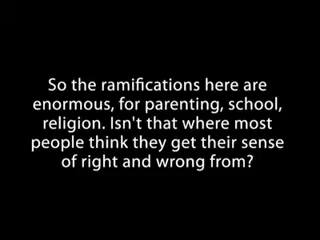 So the ramifications here are
enormous, for parenting, school,
religion. Isn't that where most
people think they get their sense
of right and wrong from?